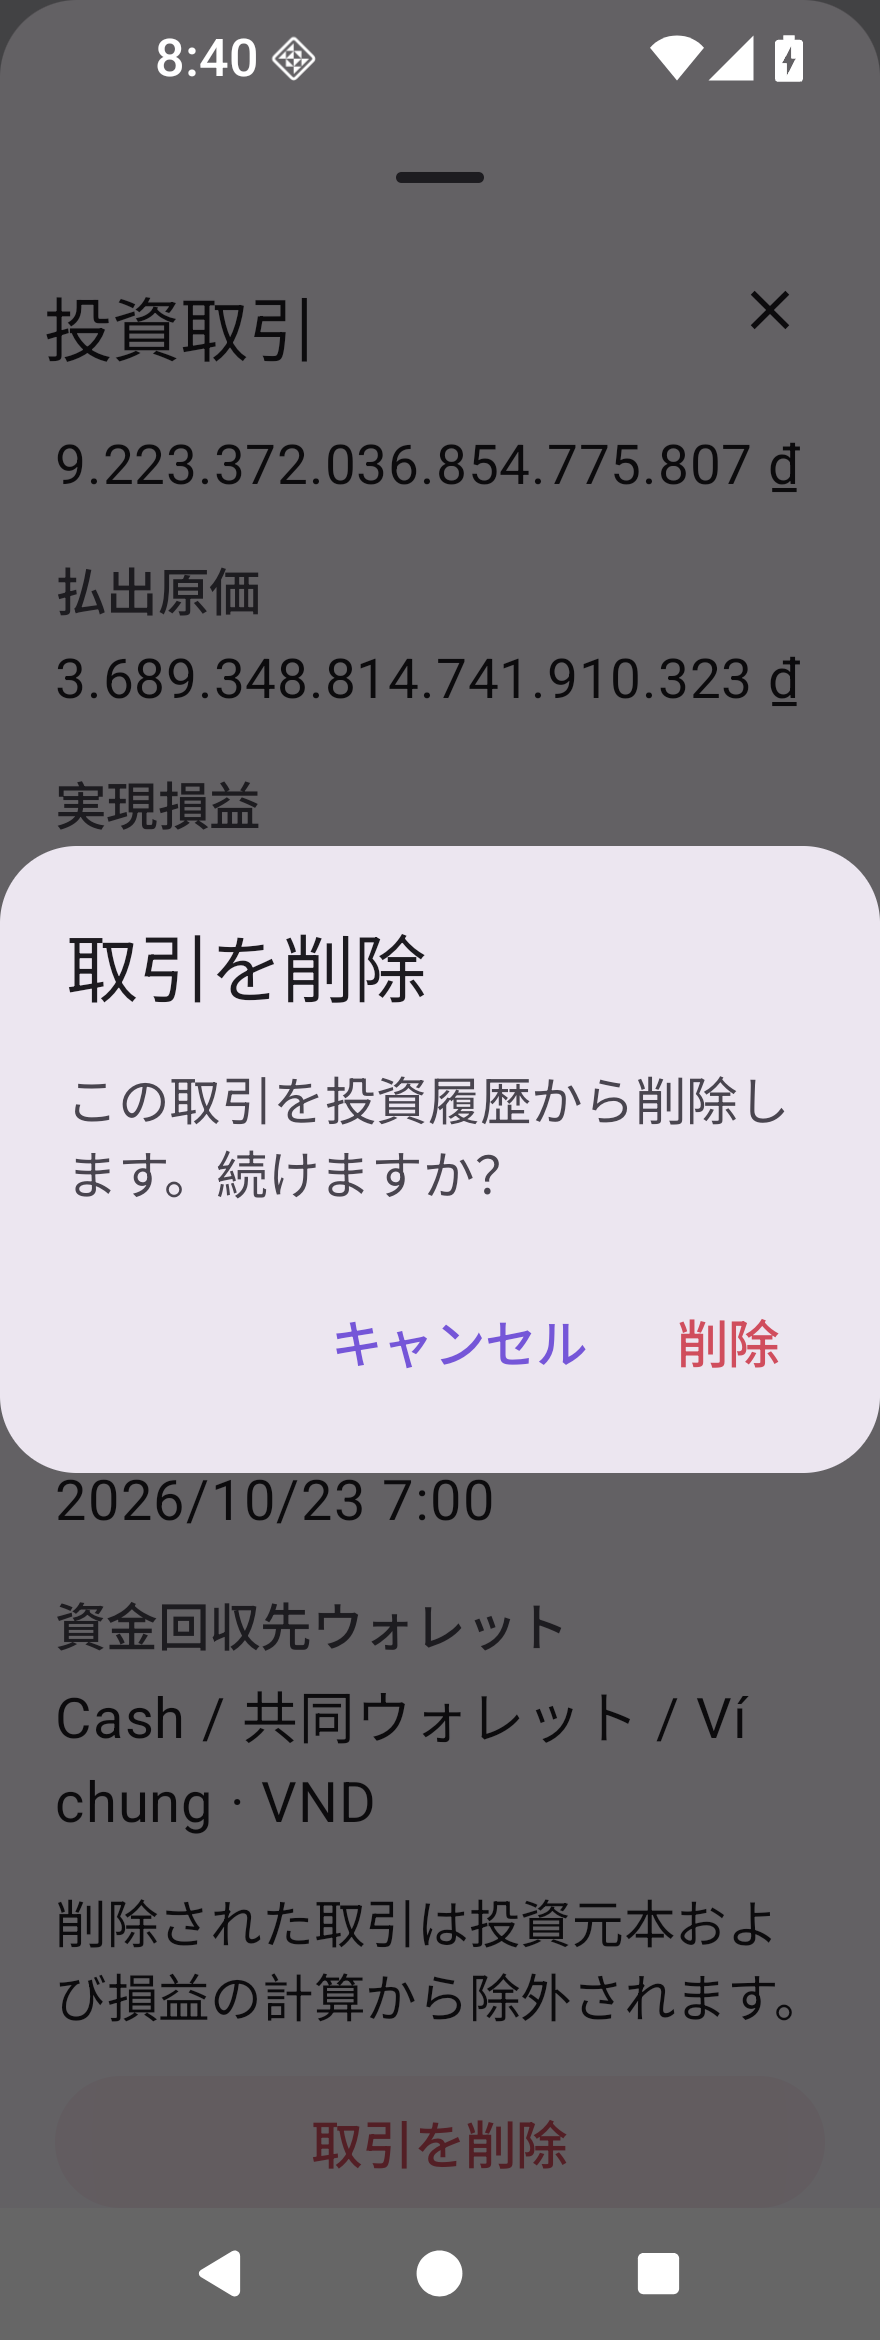 8:40
投資取引
9.223.372.036.854.775.807 ₫
払出原価
3.689.348.814.741.910.323 ₫
実現損益
取引を削除
この取引を投資履歴から削除し
ます。続けますか?
キャンセル
削除
2026/10/23 7:00
資金回収先ウォレット
Cash / 共同ウォレット / Ví
chung · VND
削除された取引は投資元本およ
び損益の計算から除外されます。
取引を削除